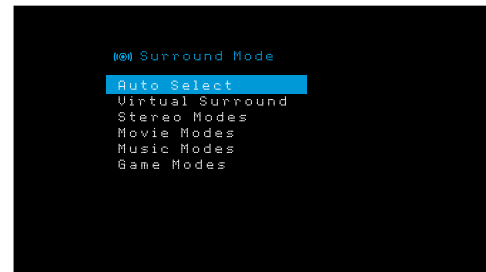 Surround Mode
Auto Select
Virtual Surround
Stereo Modes
Movie Modes
Music Modes
Game Modes